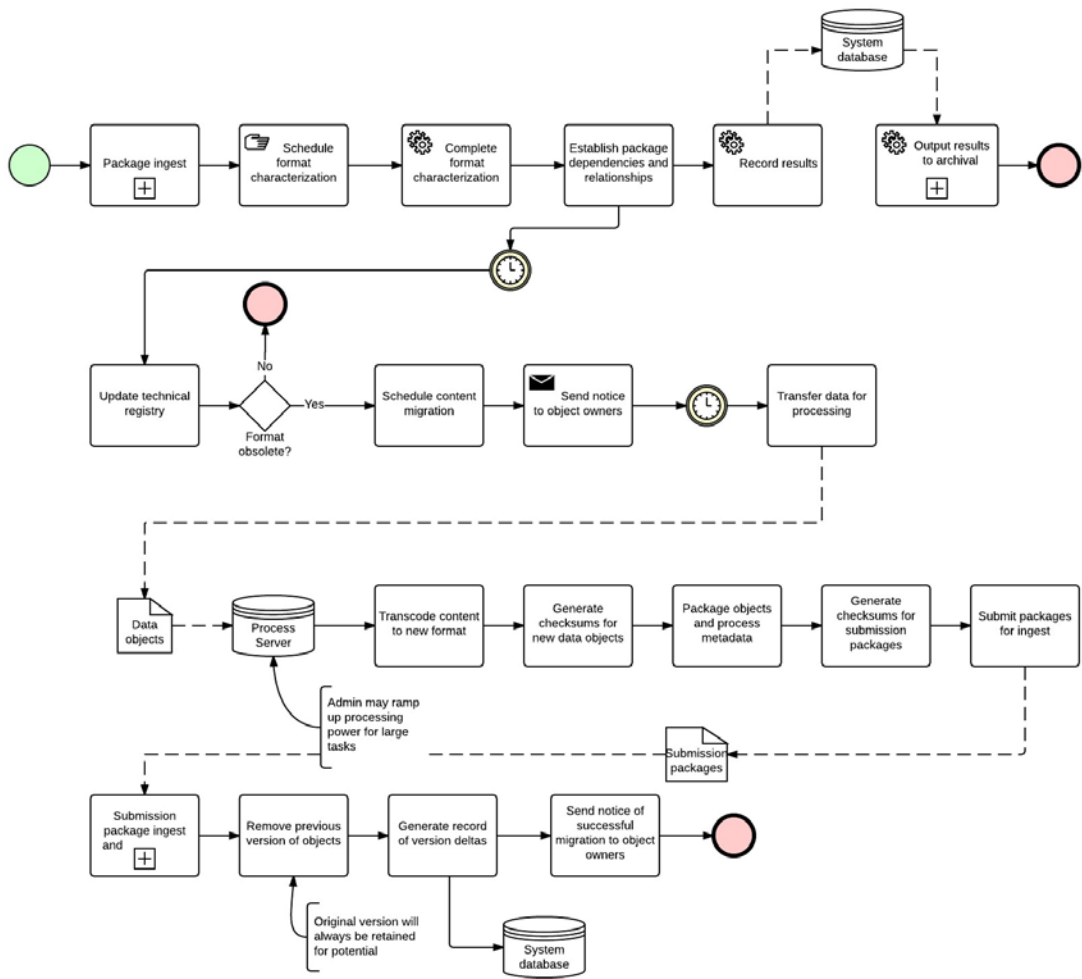 System
database
Package ingest
Schedule
format
characterization
Complete
format
characterization
Establish package
dependencies and
relationships
Record results
Output results
to archival
No
Update technical
registry
Yes
Format
obsolete?
Schedule content
migration
Send notice
to object owners
Transfer data for
processing
Data
objects
Process
Server
Transcode content
to new format
Generate
checksums for
new data objects
Package objects
and process
metadata
Generate
checksums for
submission
packages
Submit packages
for ingest
Admin may ramp
up processing
power for large
tasks
Submission
packages
Submission
package ingest
and
Remove previous
version of objects
Generate record
of version deltas
Send notice of
successful
migration to object
owners
Original version will
always be retained
for potential
System
database